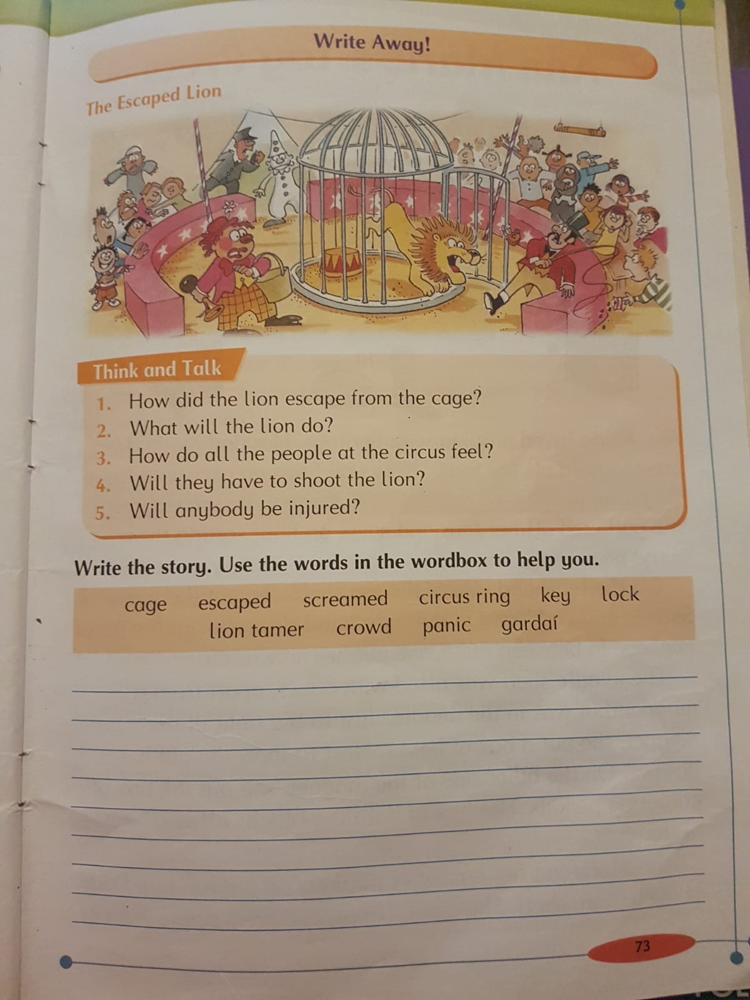 Write Away!
The Escaped Lion
Think and Talk
1. How did the lion escape from the cage?
2. What will the lion do?
3. How do all the people at the circus feel?
4. Will they have to shoot the lion?
5. Will anybody be injured?
Write the story. Use the words in the wordbox to help you.
cage escaped screamed circus ring key lock
lion tamer crowd panic gardaí
73